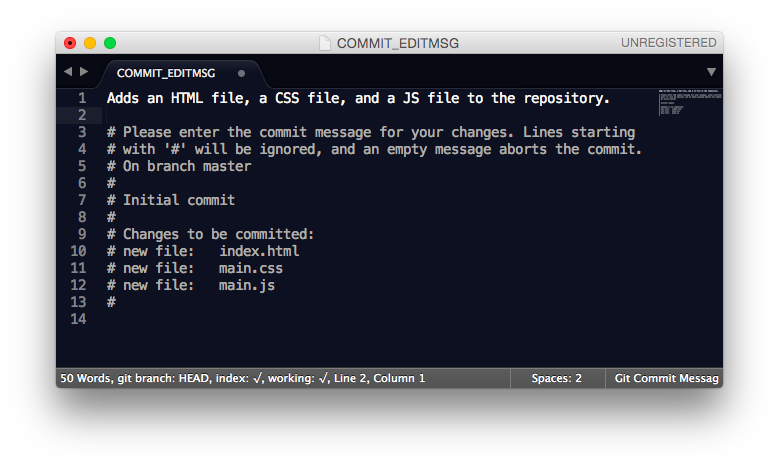 COMMIT_EDITMSG
UNREGISTERED
COMMIT_EDITMSG
1 Adds an HTML file, a CSS file, and a JS file to the repository.
2
3 # Please enter the commit message for your changes. Lines starting
4 # with '#' will be ignored, and an empty message aborts the commit.
5 # On branch master
6 #
7 # Initial commit
8 #
9 # Changes to be committed:
10 # new file:   index.html
11 # new file:   main.css
12 # new file:   main.js
13 #
14
50 Words, git branch: HEAD, index: √, working: √, Line 2, Column 1
Spaces: 2
Git Commit Messag